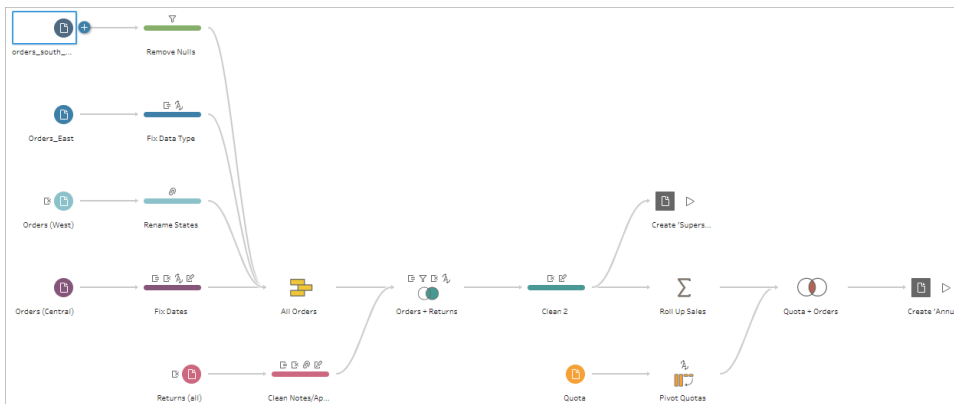 orders_south_...
Remove Nulls
Orders_East
Fix Data Type
Orders (West)
Rename States
Create 'Supers...
Orders (Central)
Fix Dates
All Orders
Orders + Returns
Clean 2
Roll Up Sales
Quota + Orders
Create 'Annu
Returns (all)
Clean Notes/Ap...
Quota
Pivot Quotas